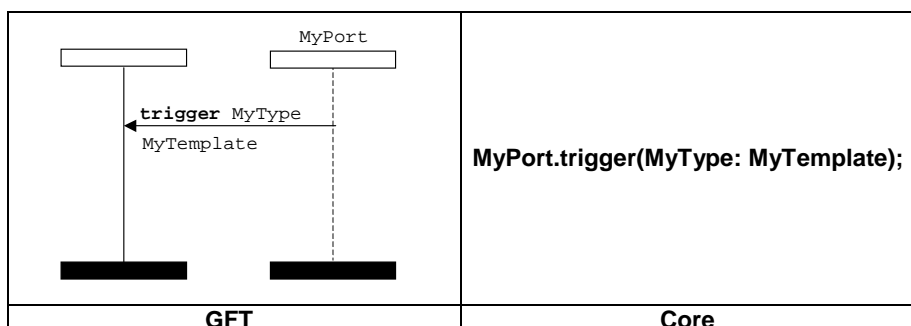 MyPort
trigger MyType
MyTemplate
MyPort.trigger(MyType: MyTemplate);
GFT
Core